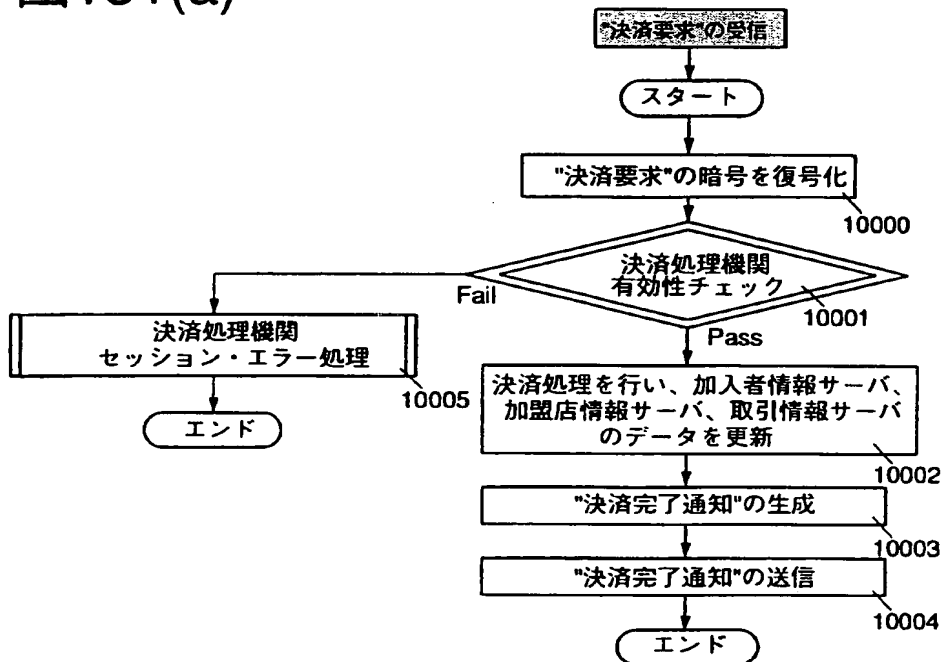 "決済要求"の受信
スタート
"決済要求"の暗号を復号化
10000
決済処理機関
有効性チェック
10001
Fail
Pass
決済処理機関
セッション・エラー処理
10005
エンド
決済処理を行い、加入者情報サーバ、
加盟店情報サーバ、取引情報サーバ
のデータを更新
10002
"決済完了通知"の生成
10003
"決済完了通知"の送信
10004
エンド